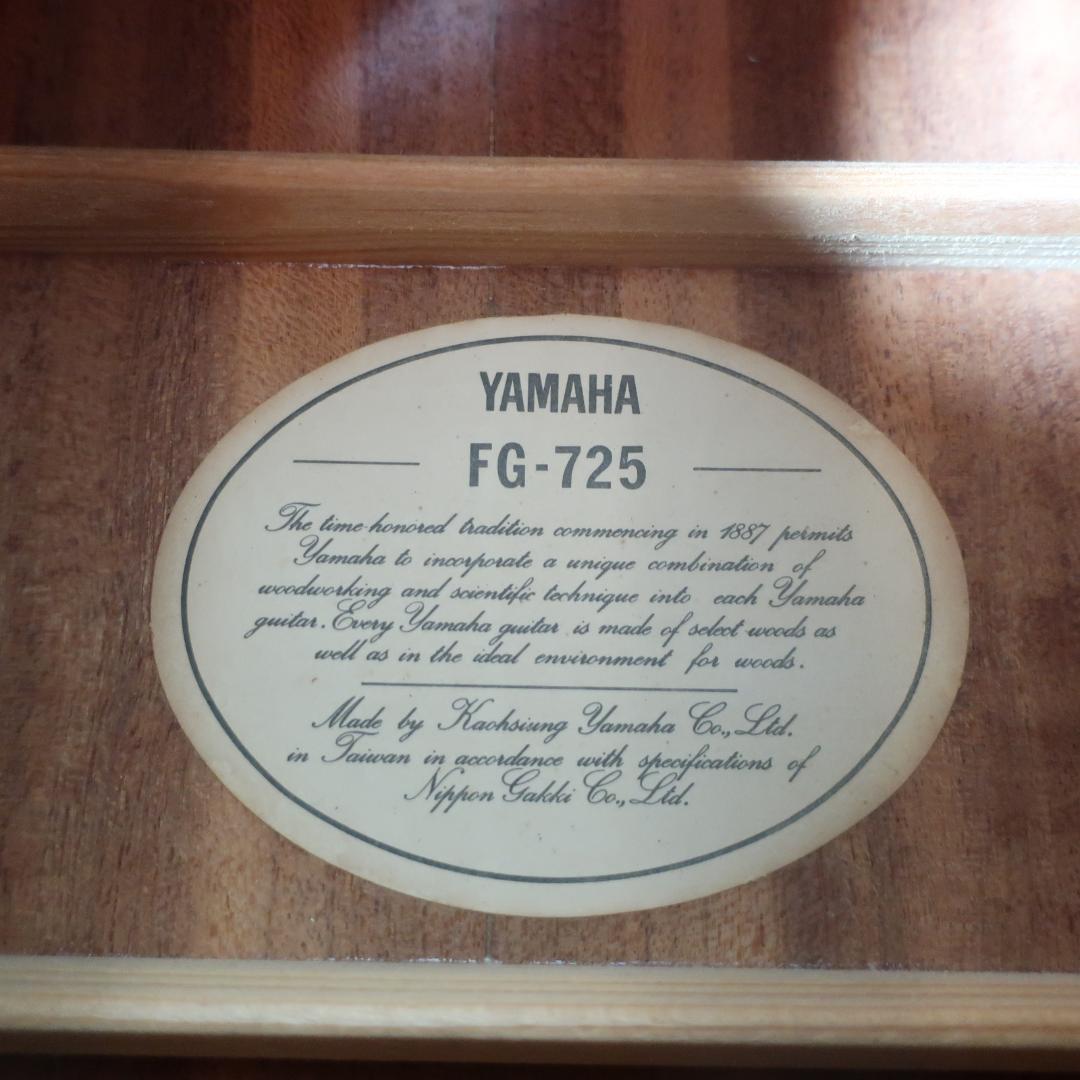 YAMAHA
FG-725
The time-honored tradition commencing in 1887 permits
Yamaha to incorporate a unique combination of
woodworking and scientific technique into each Yamaha
guitar. Every Yamaha guitar is made of select woods as
well as in the ideal environment for woods.
Made by Kaohsiung Yamaha Co., Ltd.
in Taiwan in accordance with specifications of
Nippon Gakki Co., Ltd.